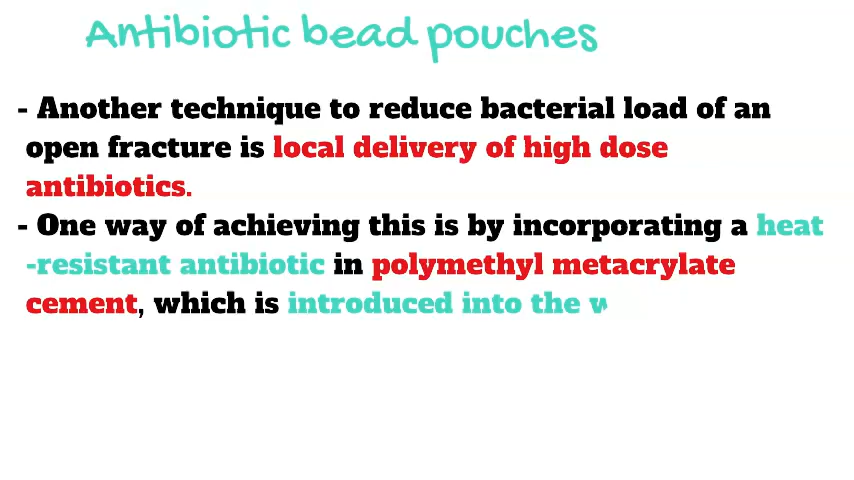 Antibiotic bead pouches
- Another technique to reduce bacterial load of an
open fracture is local delivery of high dose
antibiotics.
- One way of achieving this is by incorporating a heat
-resistant antibiotic in polymethyl metacrylate
cement, which is introduced into the